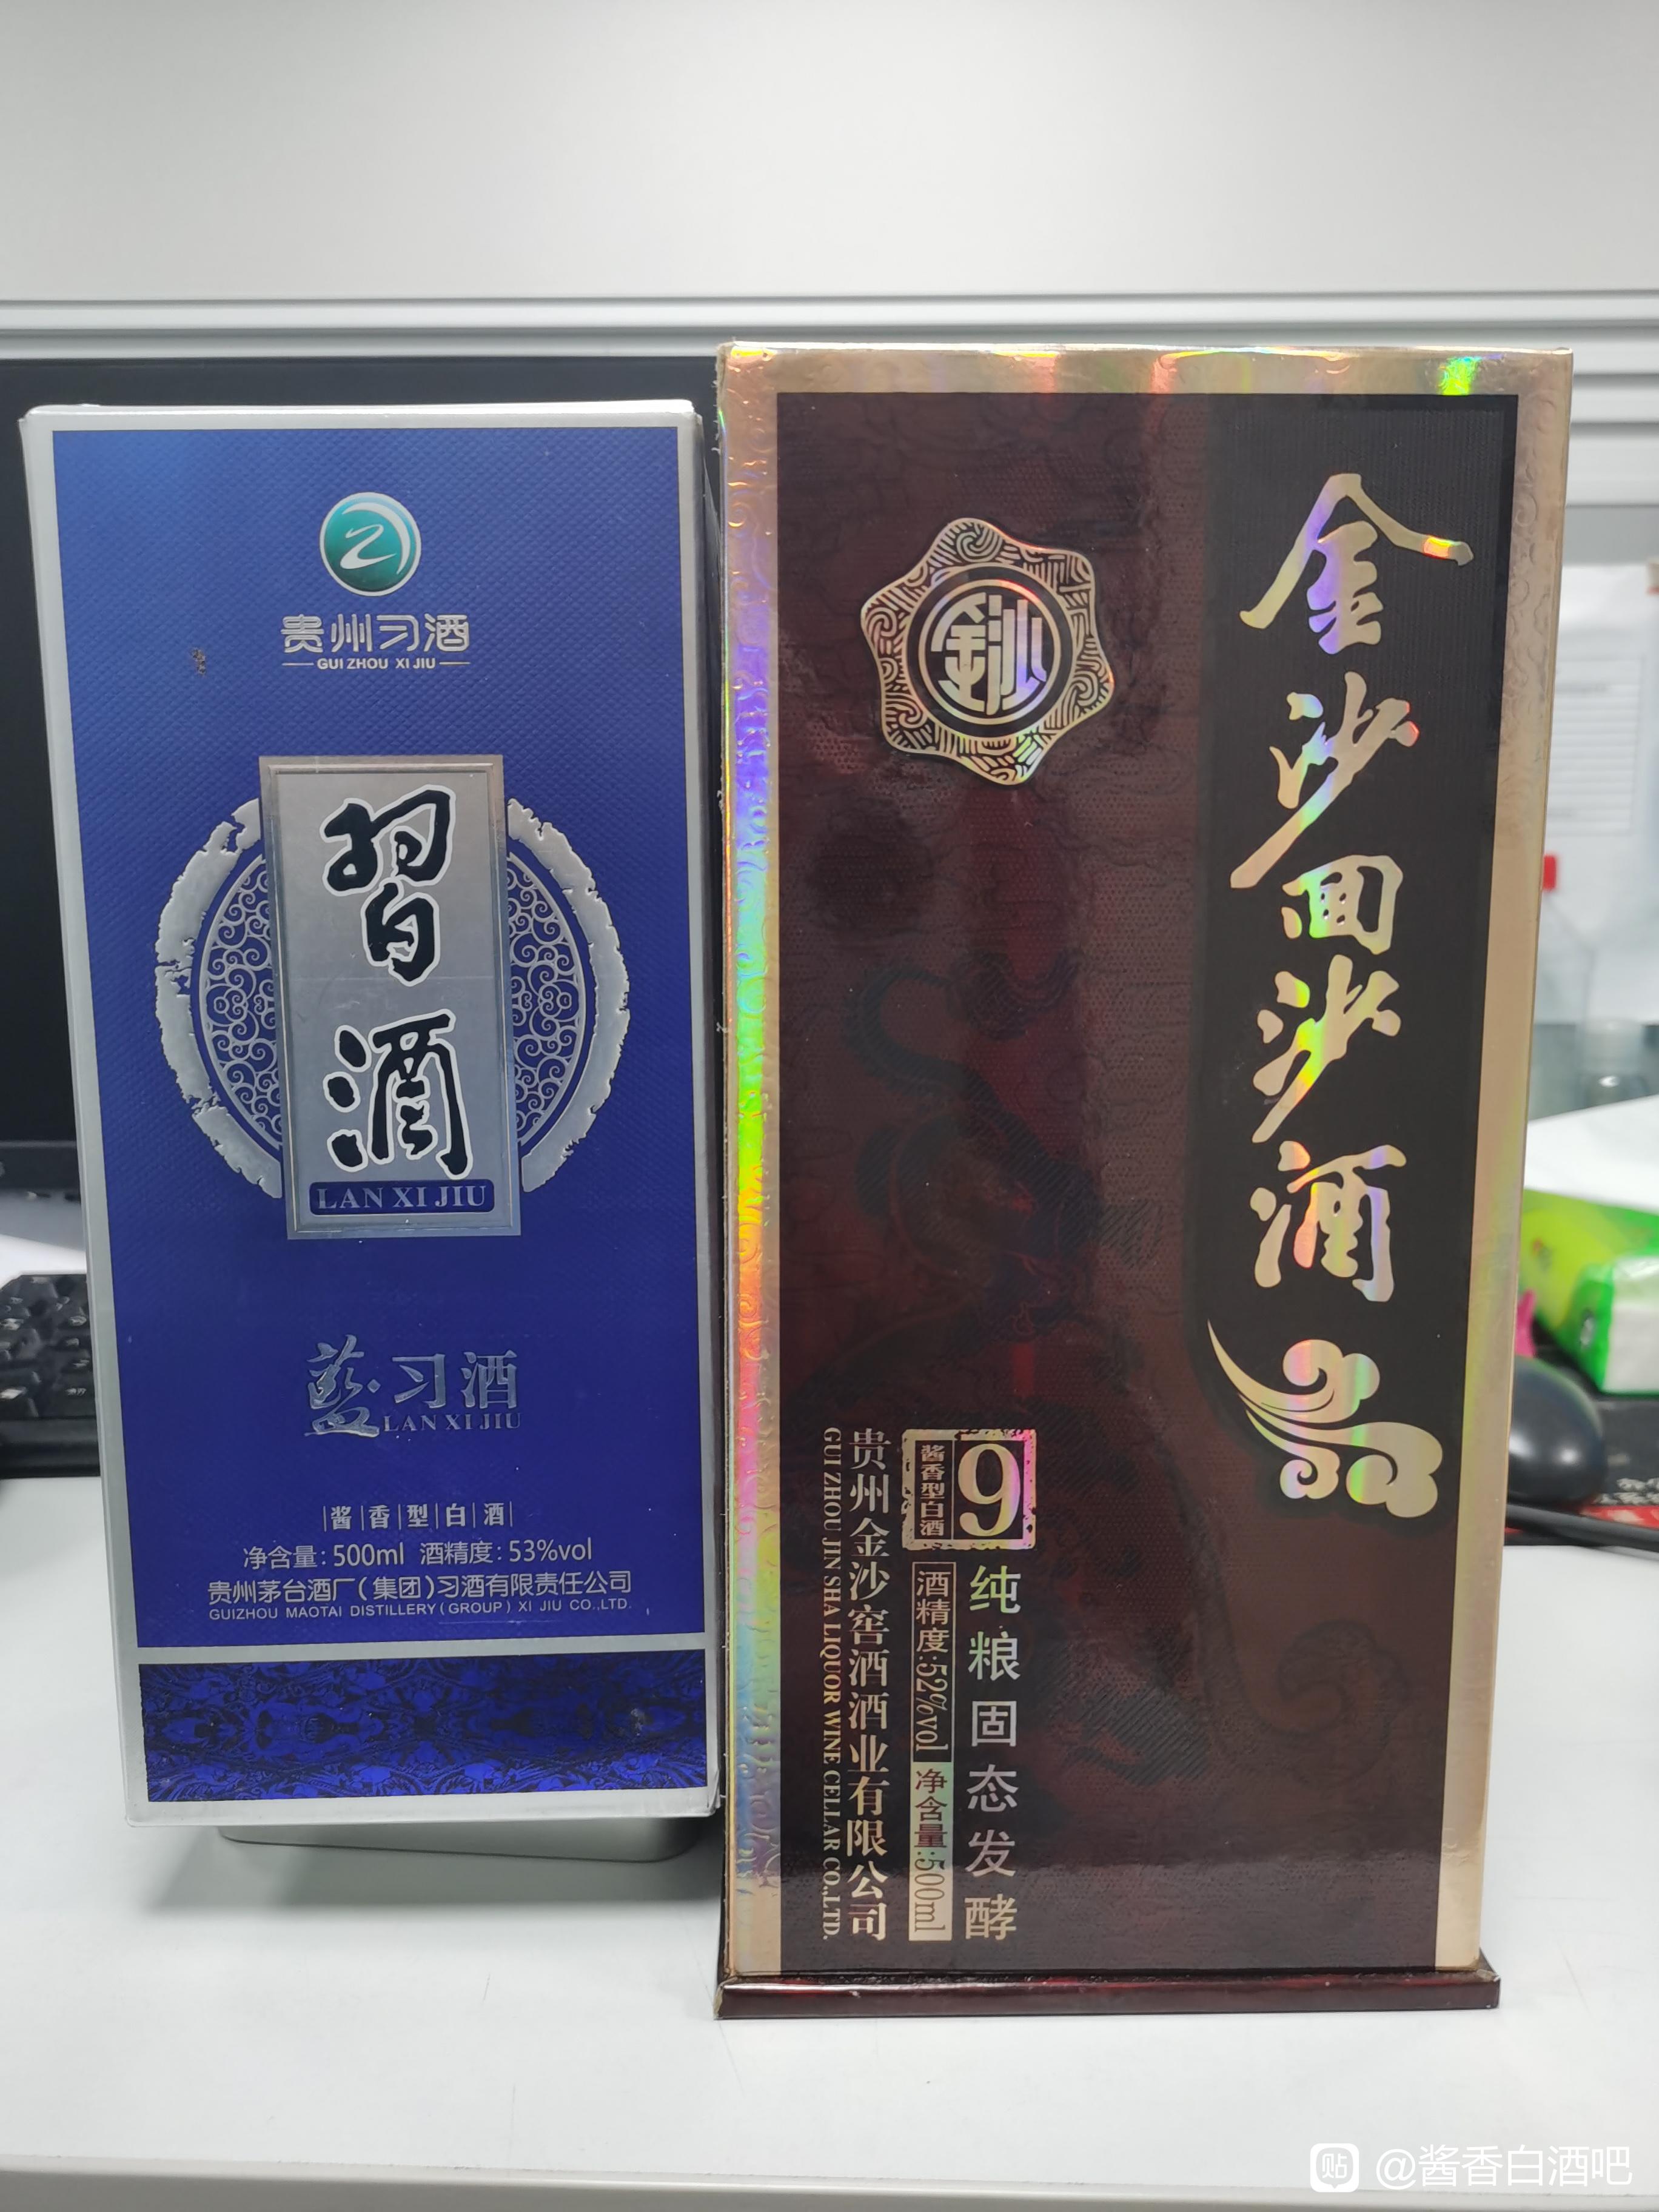 贵州习酒
GUI ZHOU XI JIU
習酒
LAN XI JIU
藍习酒
LAN XI JIU
酱香型白酒
净含量:500ml 酒精度:53%vol
贵州茅台酒厂(集团)习酒有限责任公司
GUIZHOU MAOTAI DISTILLERY(GROUP) XI JIU CO.,LTD.
金沙回沙酒
金沙
9
酱香型白酒
纯粮固态发酵
酒精度:52%vol 净含量:500ml
贵州金沙窖酒酒业有限公司
GUI ZHOU JIN SHA LIQUOR WINE CELLAR CO.,LTD.
贴 @酱香白酒吧